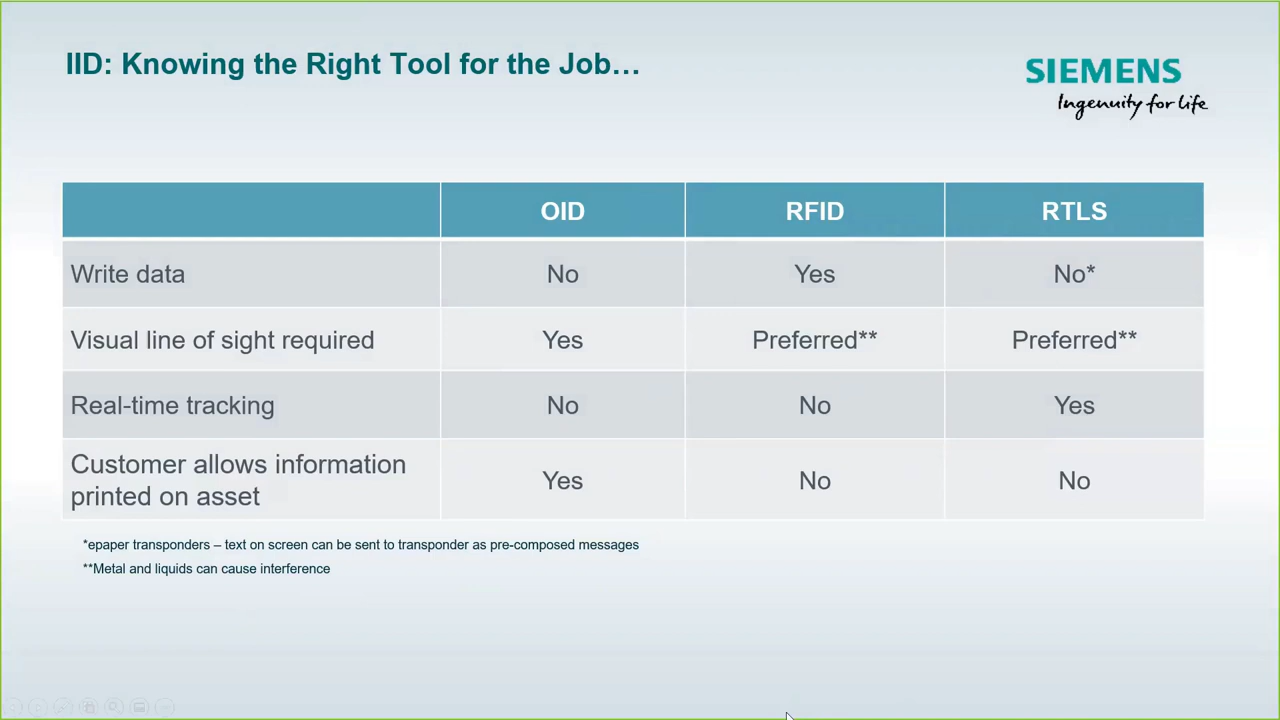 IID: Knowing the Right Tool for the Job…
SIEMENS
Ingenuity for life
OID RFID RTLS
Write data No Yes No*
Visual line of sight required Yes Preferred** Preferred**
Real-time tracking No No Yes
Customer allows information
printed on asset Yes No No
*epaper transponders – text on screen can be sent to transponder as pre-composed messages
**Metal and liquids can cause interference